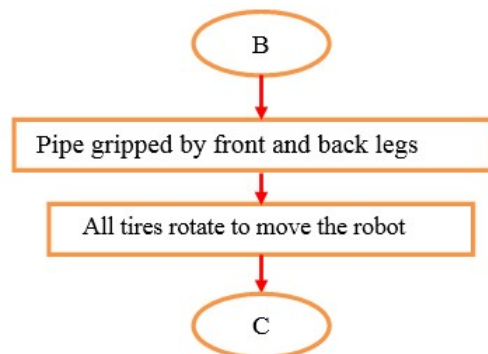 B
Pipe gripped by front and back legs
All tires rotate to move the robot
C